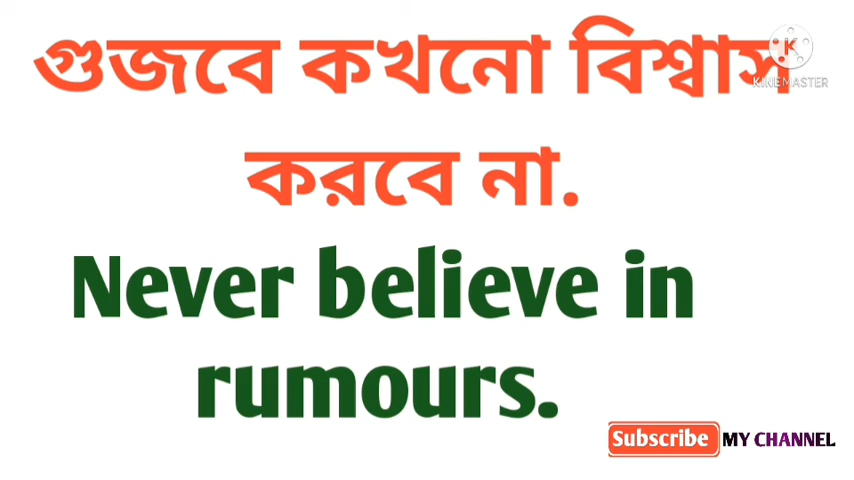 গুজবে কখনো বিশ্বাস
K
KINEMASTER
করবে না.
Never believe in
rumours.
Subscribe MY CHANNEL